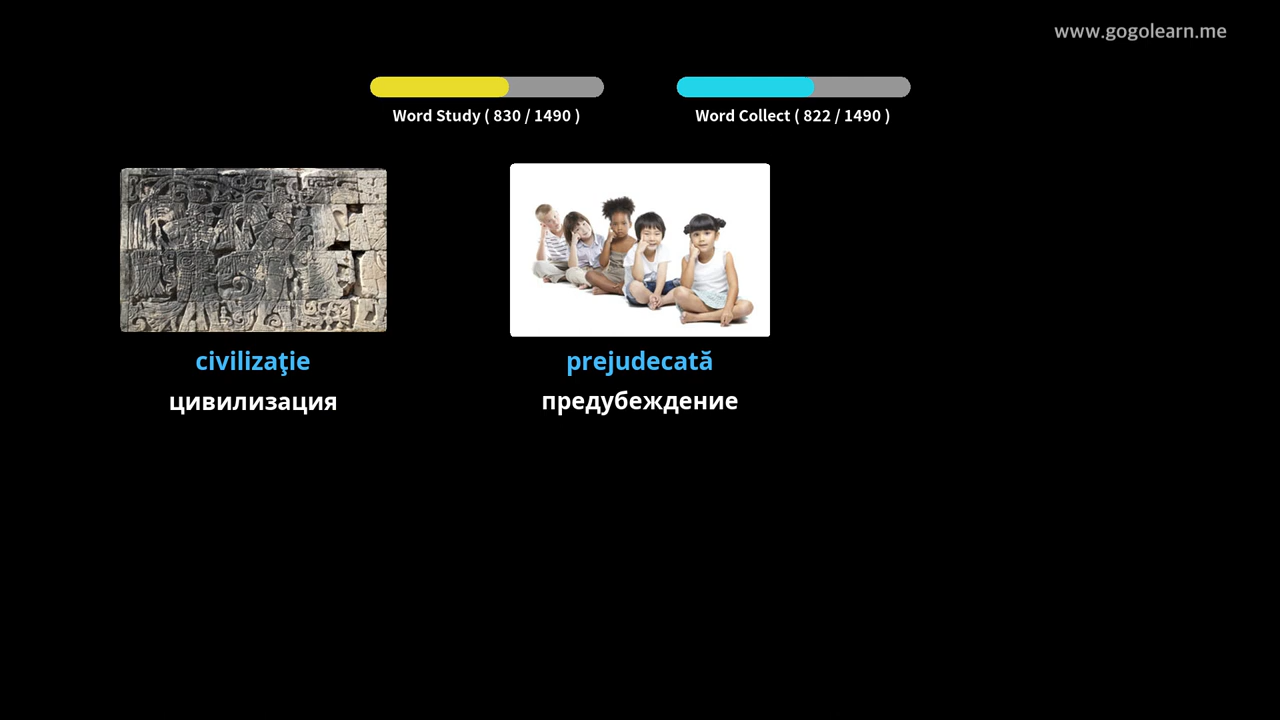 www.gogolearn.me
Word Study ( 830 / 1490 )
Word Collect ( 822 / 1490 )
civilizaţie
цивилизация
prejudecată
предубеждение